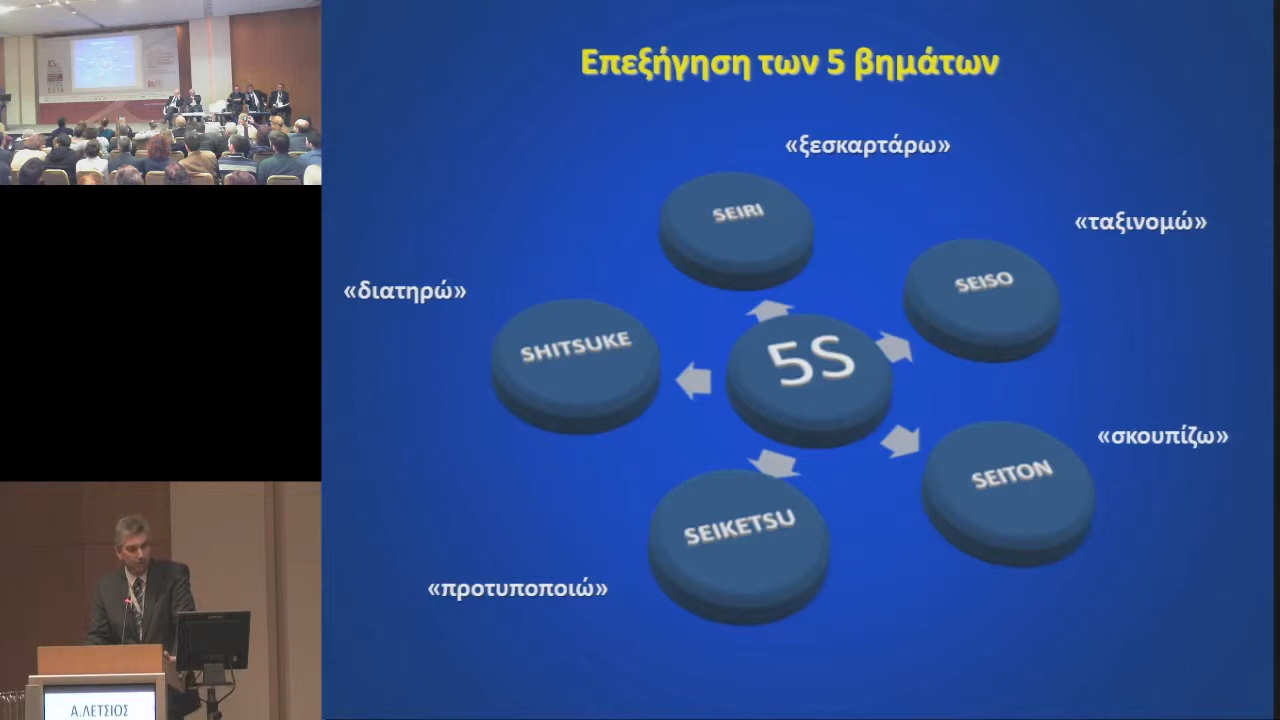 Επεξήγηση των 5 βημάτων
«ξεσκαρτάρω»
SEIRI
«ταξινομώ»
SEISO
«διατηρώ»
SHITSUKE
5S
«σκουπίζω»
SEITON
SEIKETSU
«προτυποποιώ»
Α.ΛΕΤΣΙΟΣ